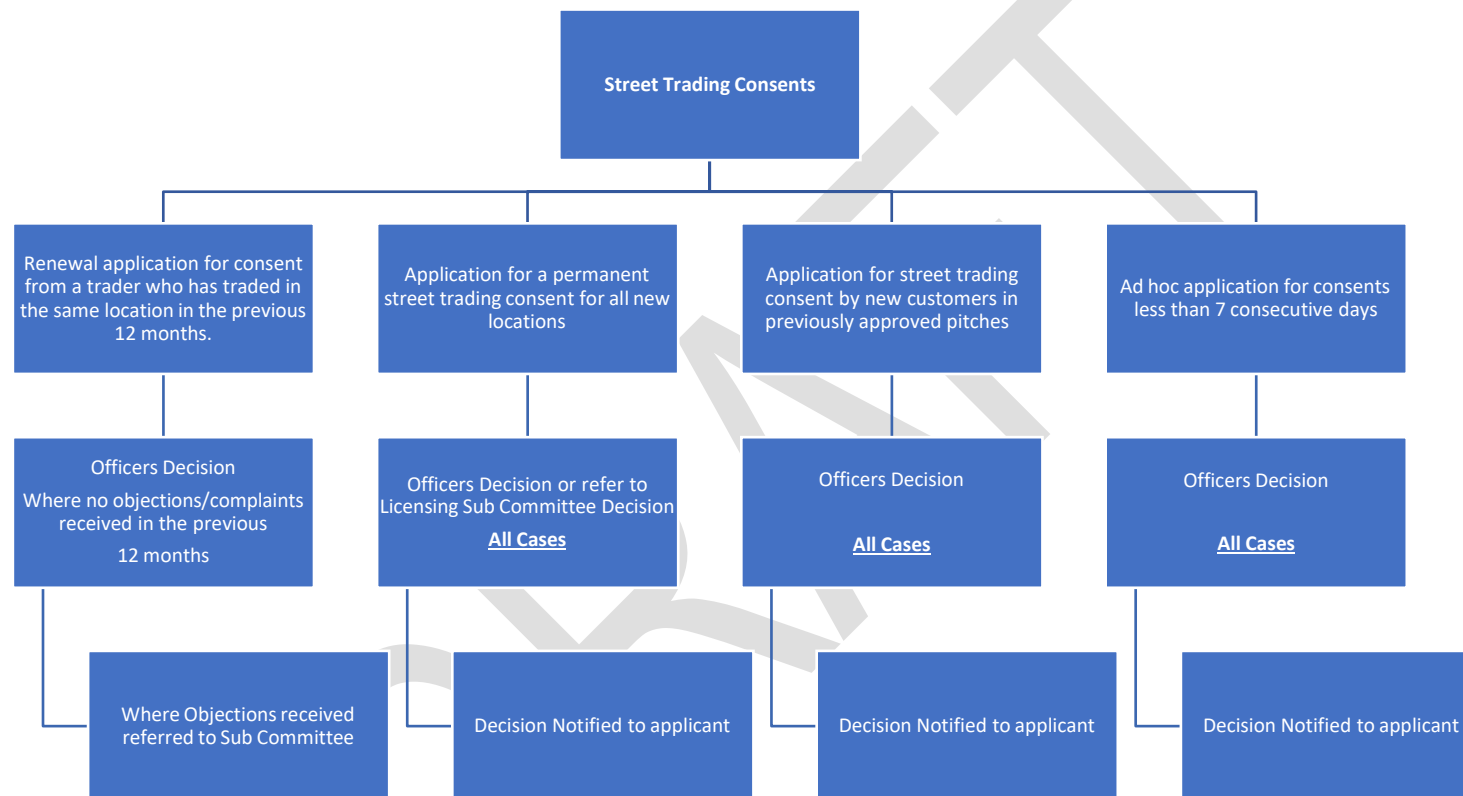 Street Trading Consents
Renewal application for consent
from a trader who has traded in
the same location in the previous
12 months.
Application for a permanent
street trading consent for all new
locations
Application for street trading
consent by new customers in
previously approved pitches
Ad hoc application for consents
less than 7 consecutive days
Officers Decision
Where no objections/complaints
received in the previous
12 months
Officers Decision or refer to
Licensing Sub Committee Decision
All Cases
Officers Decision
All Cases
Officers Decision
All Cases
Where Objections received
referred to Sub Committee
Decision Notified to applicant
Decision Notified to applicant
Decision Notified to applicant